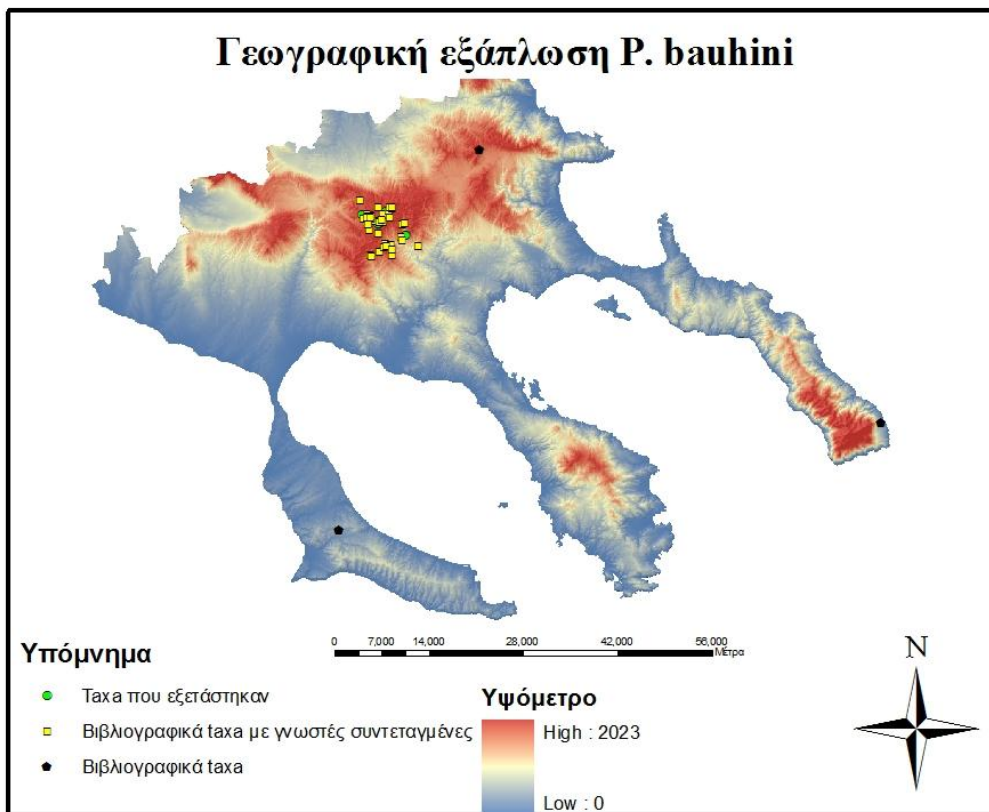 Γεωγραφική εξάπλωση P. bauhini
Υπόμνημα
Taxa που εξετάστηκαν
Βιβλιογραφικά taxa με γνωστές συντεταγμένες
Βιβλιογραφικά taxa
0 7,000 14,000 28,000 42,000 56,000
Μέτρα
Υψόμετρο
High : 2023
Low : 0
N